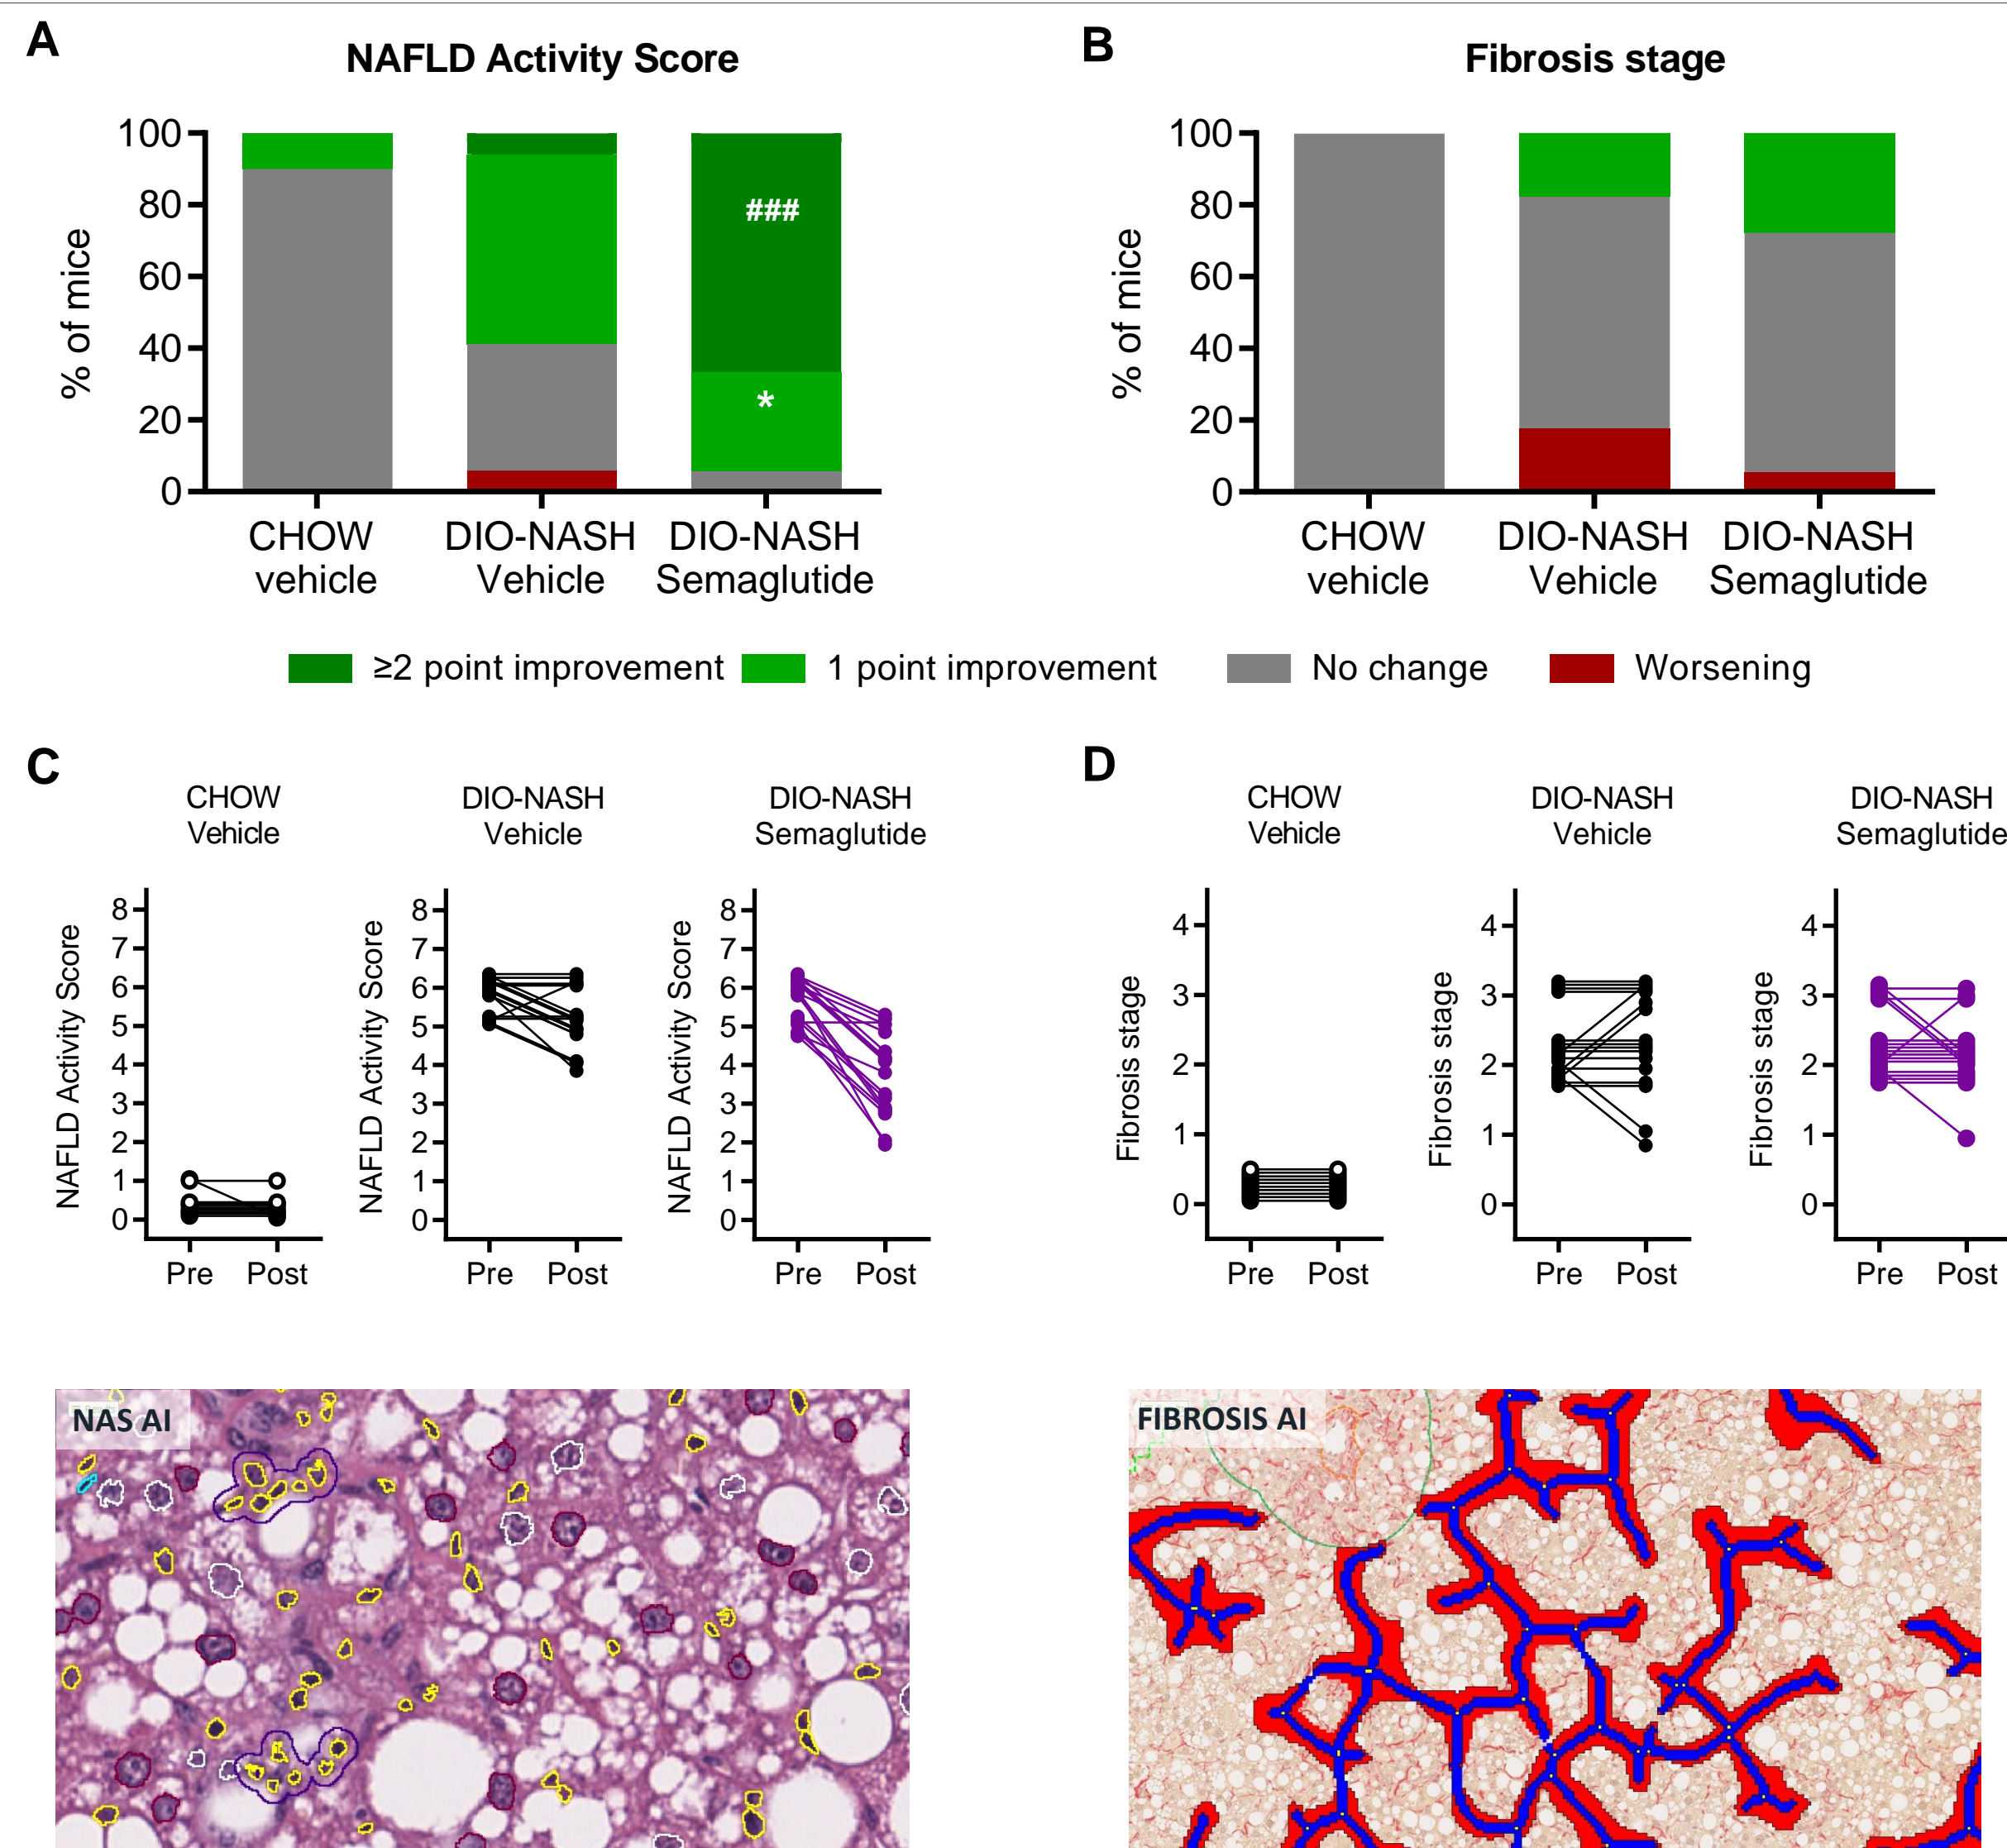 A
NAFLD Activity Score
% of mice
100
80
60
40
20
0
###
*
CHOW
vehicle
DIO-NASH
Vehicle
DIO-NASH
Semaglutide
B
Fibrosis stage
% of mice
100
80
60
40
20
0
CHOW
vehicle
DIO-NASH
Vehicle
DIO-NASH
Semaglutide
≥2 point improvement
1 point improvement
No change
Worsening
C
CHOW
Vehicle
NAFLD Activity Score
8
7
6
5
4
3
2
1
0
Pre Post
DIO-NASH
Vehicle
NAFLD Activity Score
8
7
6
5
4
3
2
1
0
Pre Post
DIO-NASH
Semaglutide
NAFLD Activity Score
8
7
6
5
4
3
2
1
0
Pre Post
D
CHOW
Vehicle
Fibrosis stage
4
3
2
1
0
Pre Post
DIO-NASH
Vehicle
Fibrosis stage
4
3
2
1
0
Pre Post
DIO-NASH
Semaglutide
Fibrosis stage
4
3
2
1
0
Pre Post
NAS AI
FIBROSIS AI